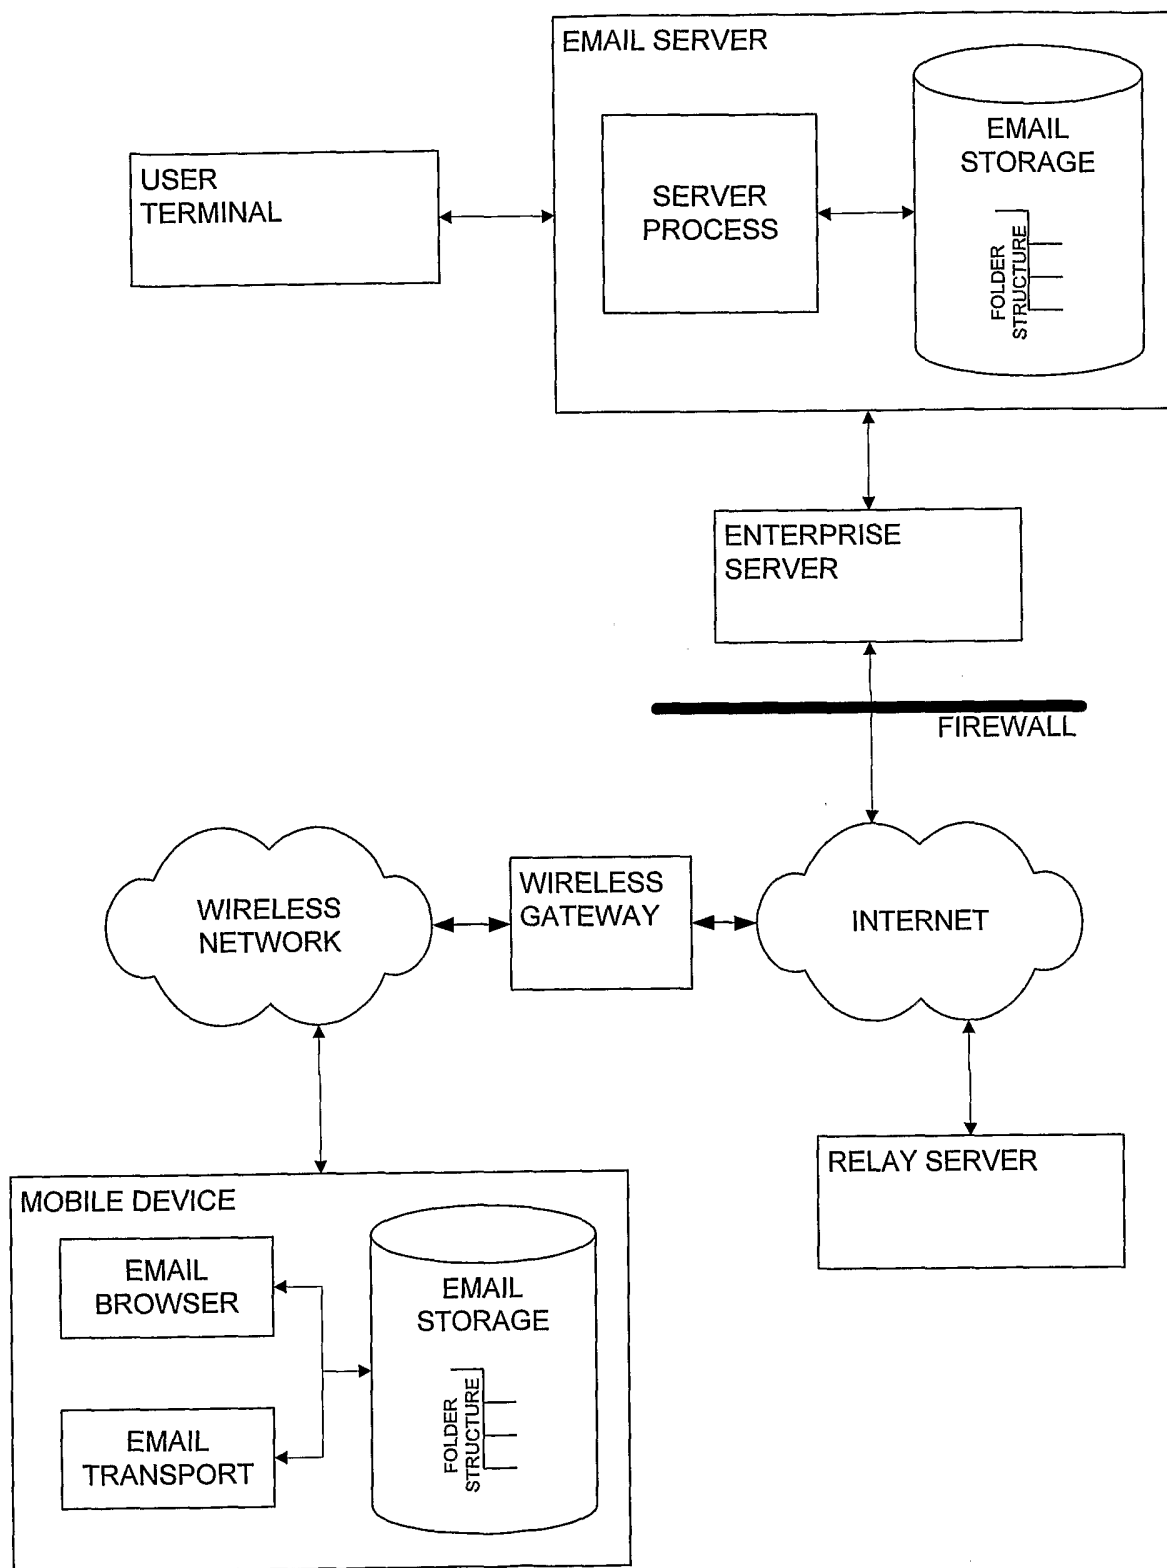 EMAIL SERVER
EMAIL
STORAGE
USER
TERMINAL
SERVER
PROCESS
FOLDER
STRUCTURE
ENTERPRISE
SERVER
FIREWALL
WIRELESS
NETWORK
WIRELESS
GATEWAY
INTERNET
RELAY SERVER
MOBILE DEVICE
EMAIL
BROWSER
EMAIL
STORAGE
FOLDER
STRUCTURE
EMAIL
TRANSPORT